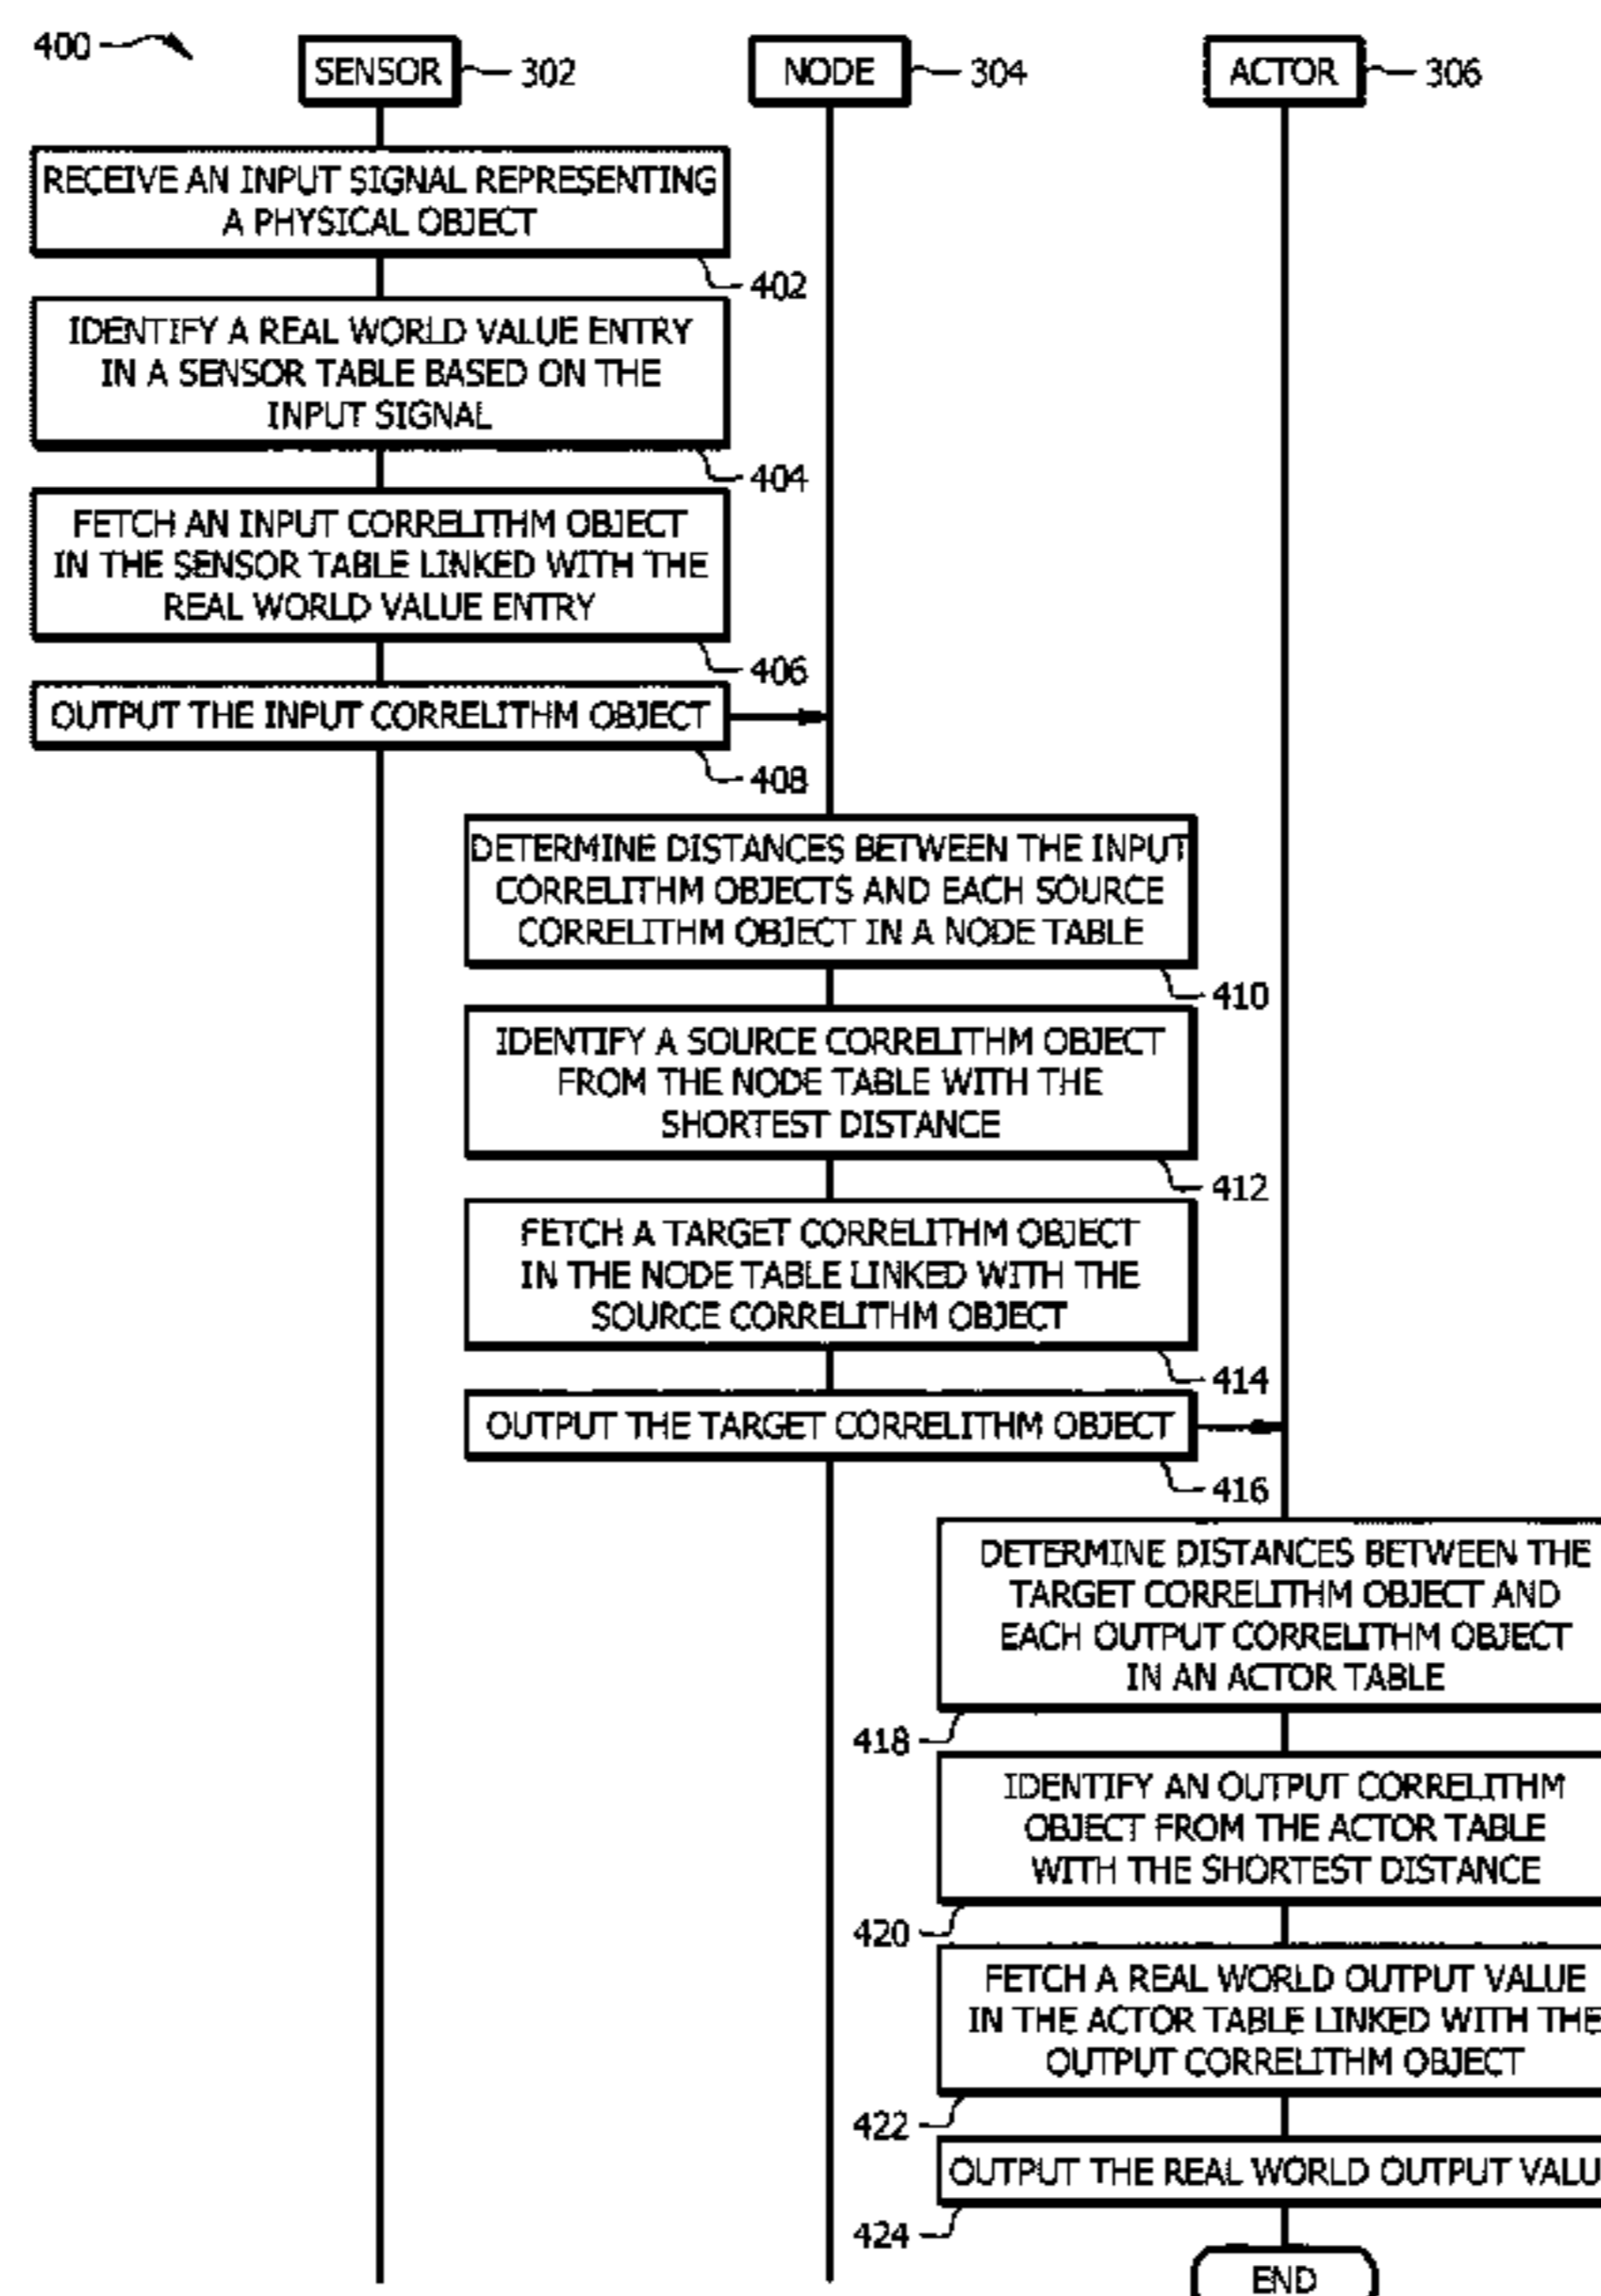 400
SENSOR 302
NODE 304
ACTOR 306
RECEIVE AN INPUT SIGNAL REPRESENTING
A PHYSICAL OBJECT
402
IDENTIFY A REAL WORLD VALUE ENTRY
IN A SENSOR TABLE BASED ON THE
INPUT SIGNAL
404
FETCH AN INPUT CORRELITHM OBJECT
IN THE SENSOR TABLE LINKED WITH THE
REAL WORLD VALUE ENTRY
406
OUTPUT THE INPUT CORRELITHM OBJECT
408
DETERMINE DISTANCES BETWEEN THE INPUT
CORRELITHM OBJECTS AND EACH SOURCE
CORRELITHM OBJECT IN A NODE TABLE
410
IDENTIFY A SOURCE CORRELITHM OBJECT
FROM THE NODE TABLE WITH THE
SHORTEST DISTANCE
412
FETCH A TARGET CORRELITHM OBJECT
IN THE NODE TABLE LINKED WITH THE
SOURCE CORRELITHM OBJECT
414
OUTPUT THE TARGET CORRELITHM OBJECT
416
DETERMINE DISTANCES BETWEEN THE
TARGET CORRELITHM OBJECT AND
EACH OUTPUT CORRELITHM OBJECT
IN AN ACTOR TABLE
418
IDENTIFY AN OUTPUT CORRELITHM
OBJECT FROM THE ACTOR TABLE
WITH THE SHORTEST DISTANCE
420
FETCH A REAL WORLD OUTPUT VALUE
IN THE ACTOR TABLE LINKED WITH THE
OUTPUT CORRELITHM OBJECT
422
OUTPUT THE REAL WORLD OUTPUT VALU
424
END